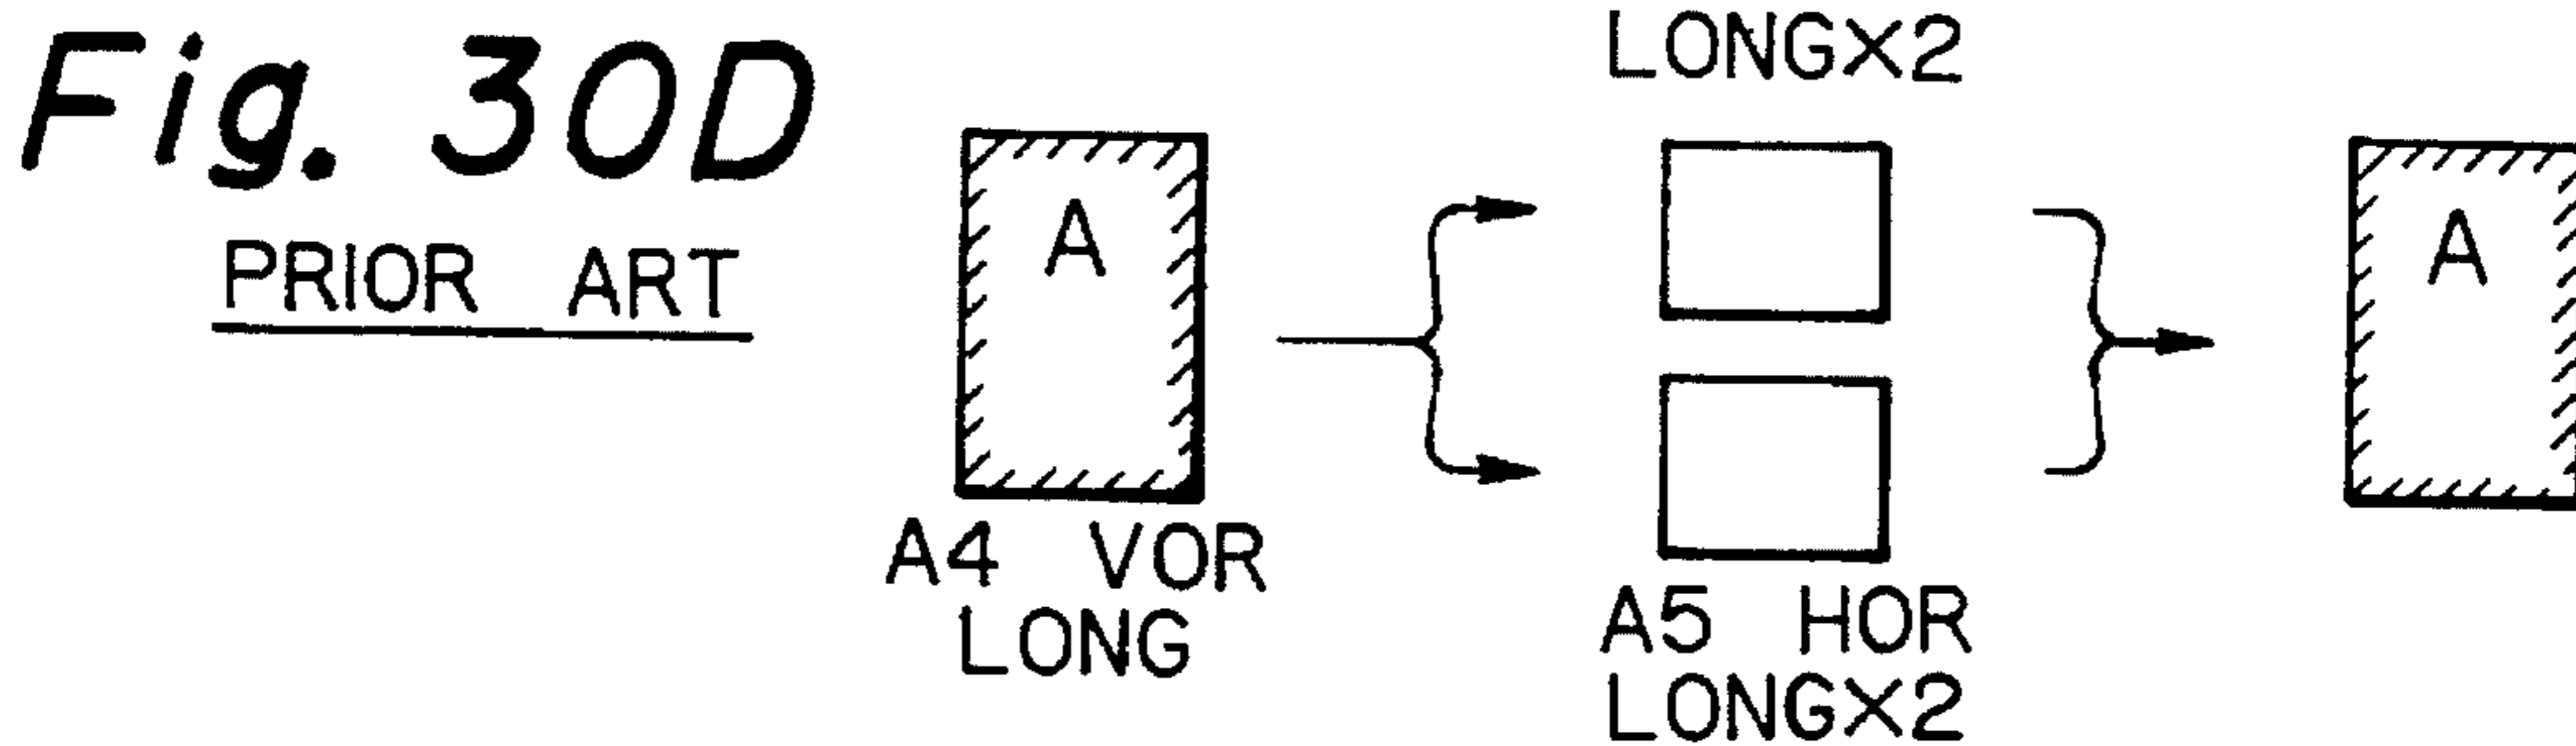 Fig. 30D
PRIOR ART
LONG×2
A
A
A4 VOR
LONG
A5 HOR
LONG×2